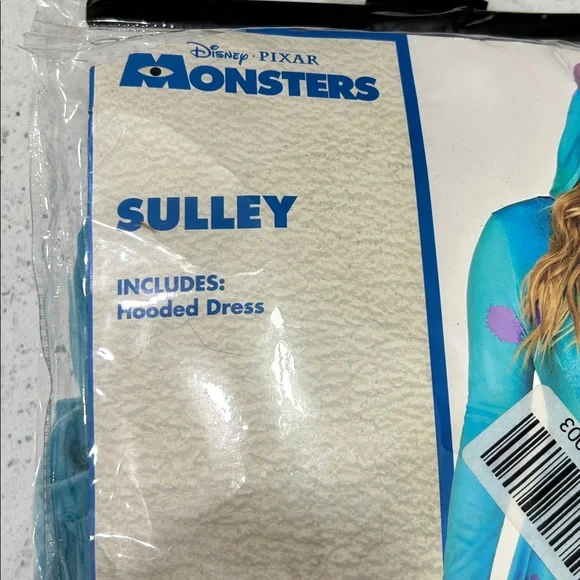 Disney · PIXAR
MONSTERS
SULLEY
INCLUDES:
Hooded Dress